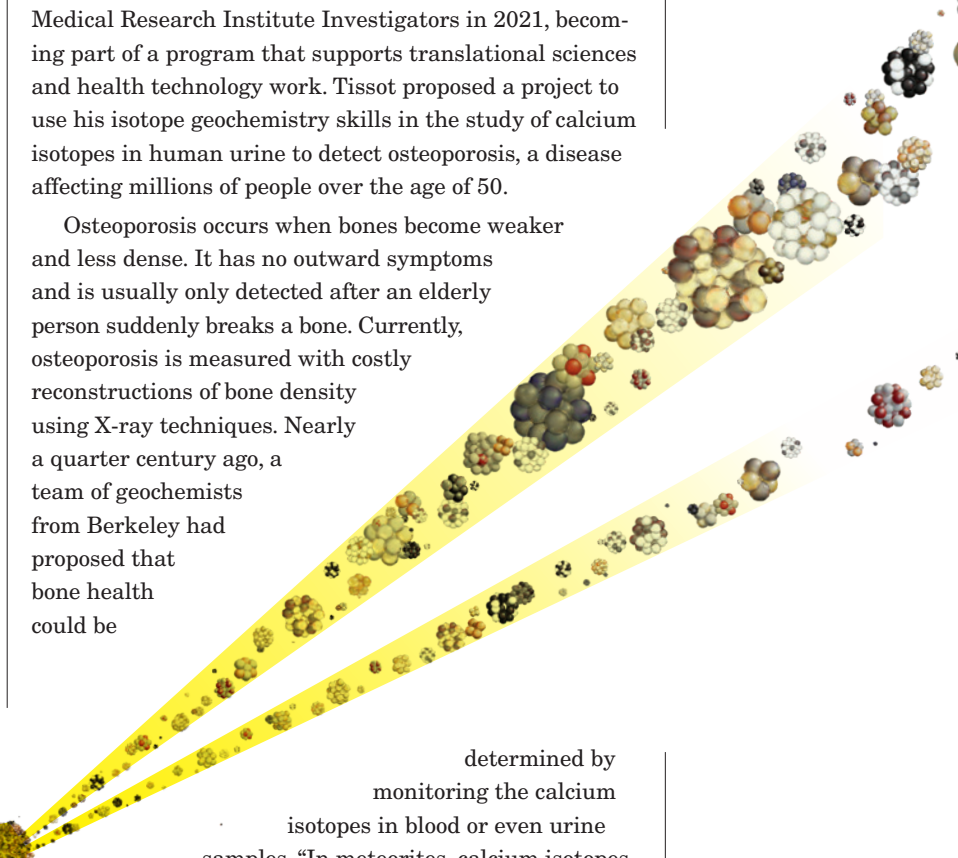 Medical Research Institute Investigators in 2021, becom-
ing part of a program that supports translational sciences
and health technology work. Tissot proposed a project to
use his isotope geochemistry skills in the study of calcium
isotopes in human urine to detect osteoporosis, a disease
affecting millions of people over the age of 50.
Osteoporosis occurs when bones become weaker
and less dense. It has no outward symptoms
and is usually only detected after an elderly
person suddenly breaks a bone. Currently,
osteoporosis is measured with costly
reconstructions of bone density
using X-ray techniques. Nearly
a quarter century ago, a
team of geochemists
from Berkeley had
proposed that
bone health
could be
determined by
monitoring the calcium
isotopes in blood or even urine
samples. “In meteorites, calcium isotopes